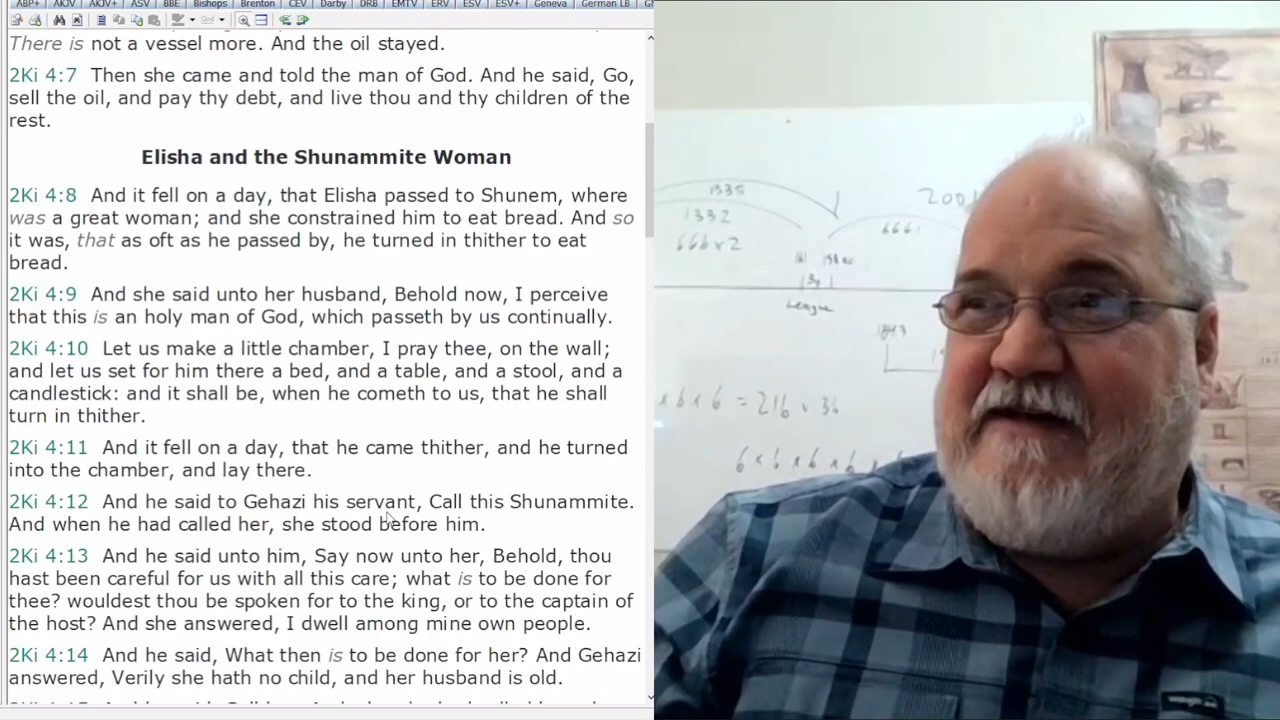 ABP+ AKJV AKJV+ ASV BBE Bishops Brenton CEV Darby DRB EMTV ERV ESV ESV+ Geneva German LB
There is not a vessel more. And the oil stayed.
2Ki 4:7 Then she came and told the man of God. And he said, Go,
sell the oil, and pay thy debt, and live thou and thy children of the
rest.
Elisha and the Shunammite Woman
2Ki 4:8 And it fell on a day, that Elisha passed to Shunem, where
was a great woman; and she constrained him to eat bread. And so
it was, that as oft as he passed by, he turned in thither to eat
bread.
2Ki 4:9 And she said unto her husband, Behold now, I perceive
that this is an holy man of God, which passeth by us continually.
2Ki 4:10 Let us make a little chamber, I pray thee, on the wall;
and let us set for him there a bed, and a table, and a stool, and a
candlestick: and it shall be, when he cometh to us, that he shall
turn in thither.
2Ki 4:11 And it fell on a day, that he came thither, and he turned
into the chamber, and lay there.
2Ki 4:12 And he said to Gehazi his servant, Call this Shunammite.
And when he had called her, she stood before him.
2Ki 4:13 And he said unto him, Say now unto her, Behold, thou
hast been careful for us with all this care; what is to be done for
thee? wouldest thou be spoken for to the king, or to the captain of
the host? And she answered, I dwell among mine own people.
2Ki 4:14 And he said, What then is to be done for her? And Gehazi
answered, Verily she hath no child, and her husband is old.
1335
1332
666 x 2
666
League
1843
x 6 x 6 = 216
6 x 6 x 6 x 6 x